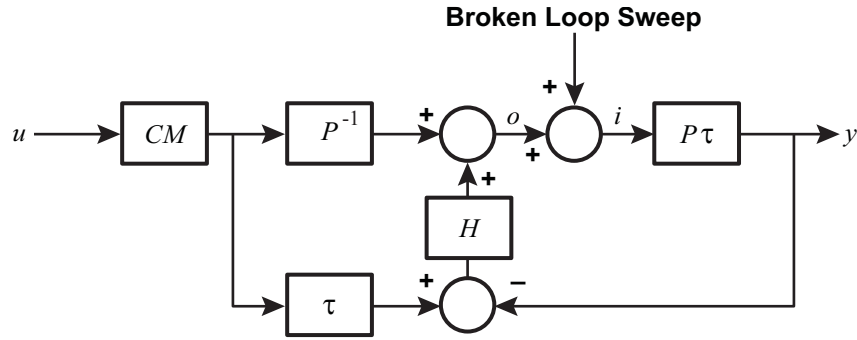 Broken Loop Sweep
+
u CM P^-1 + o + i Pτ y
+
H
τ + −